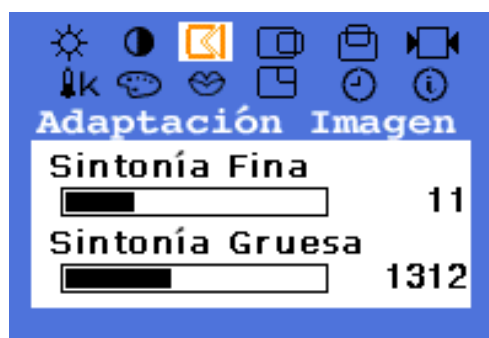 k
Adaptación Imagen
Sintonía Fina
11
Sintonía Gruesa
1312